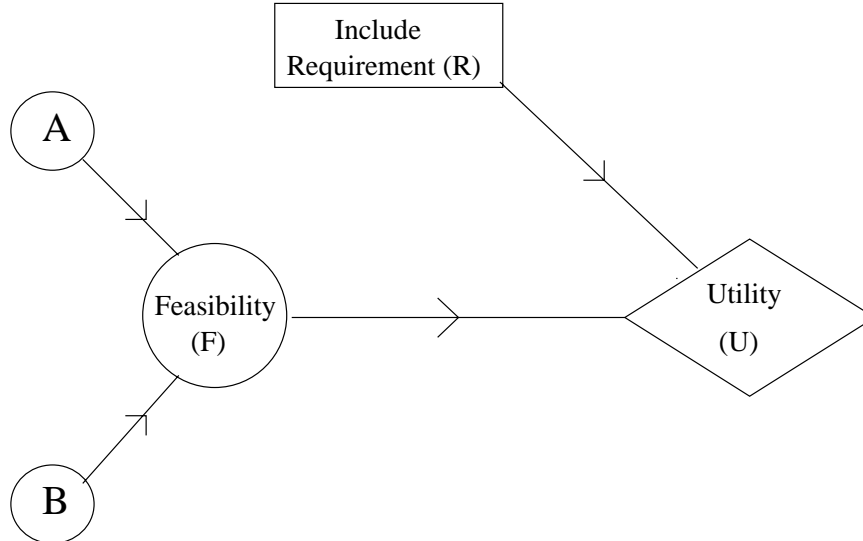 Include
Requirement (R)
A
Feasibility
(F)
Utility
(U)
B